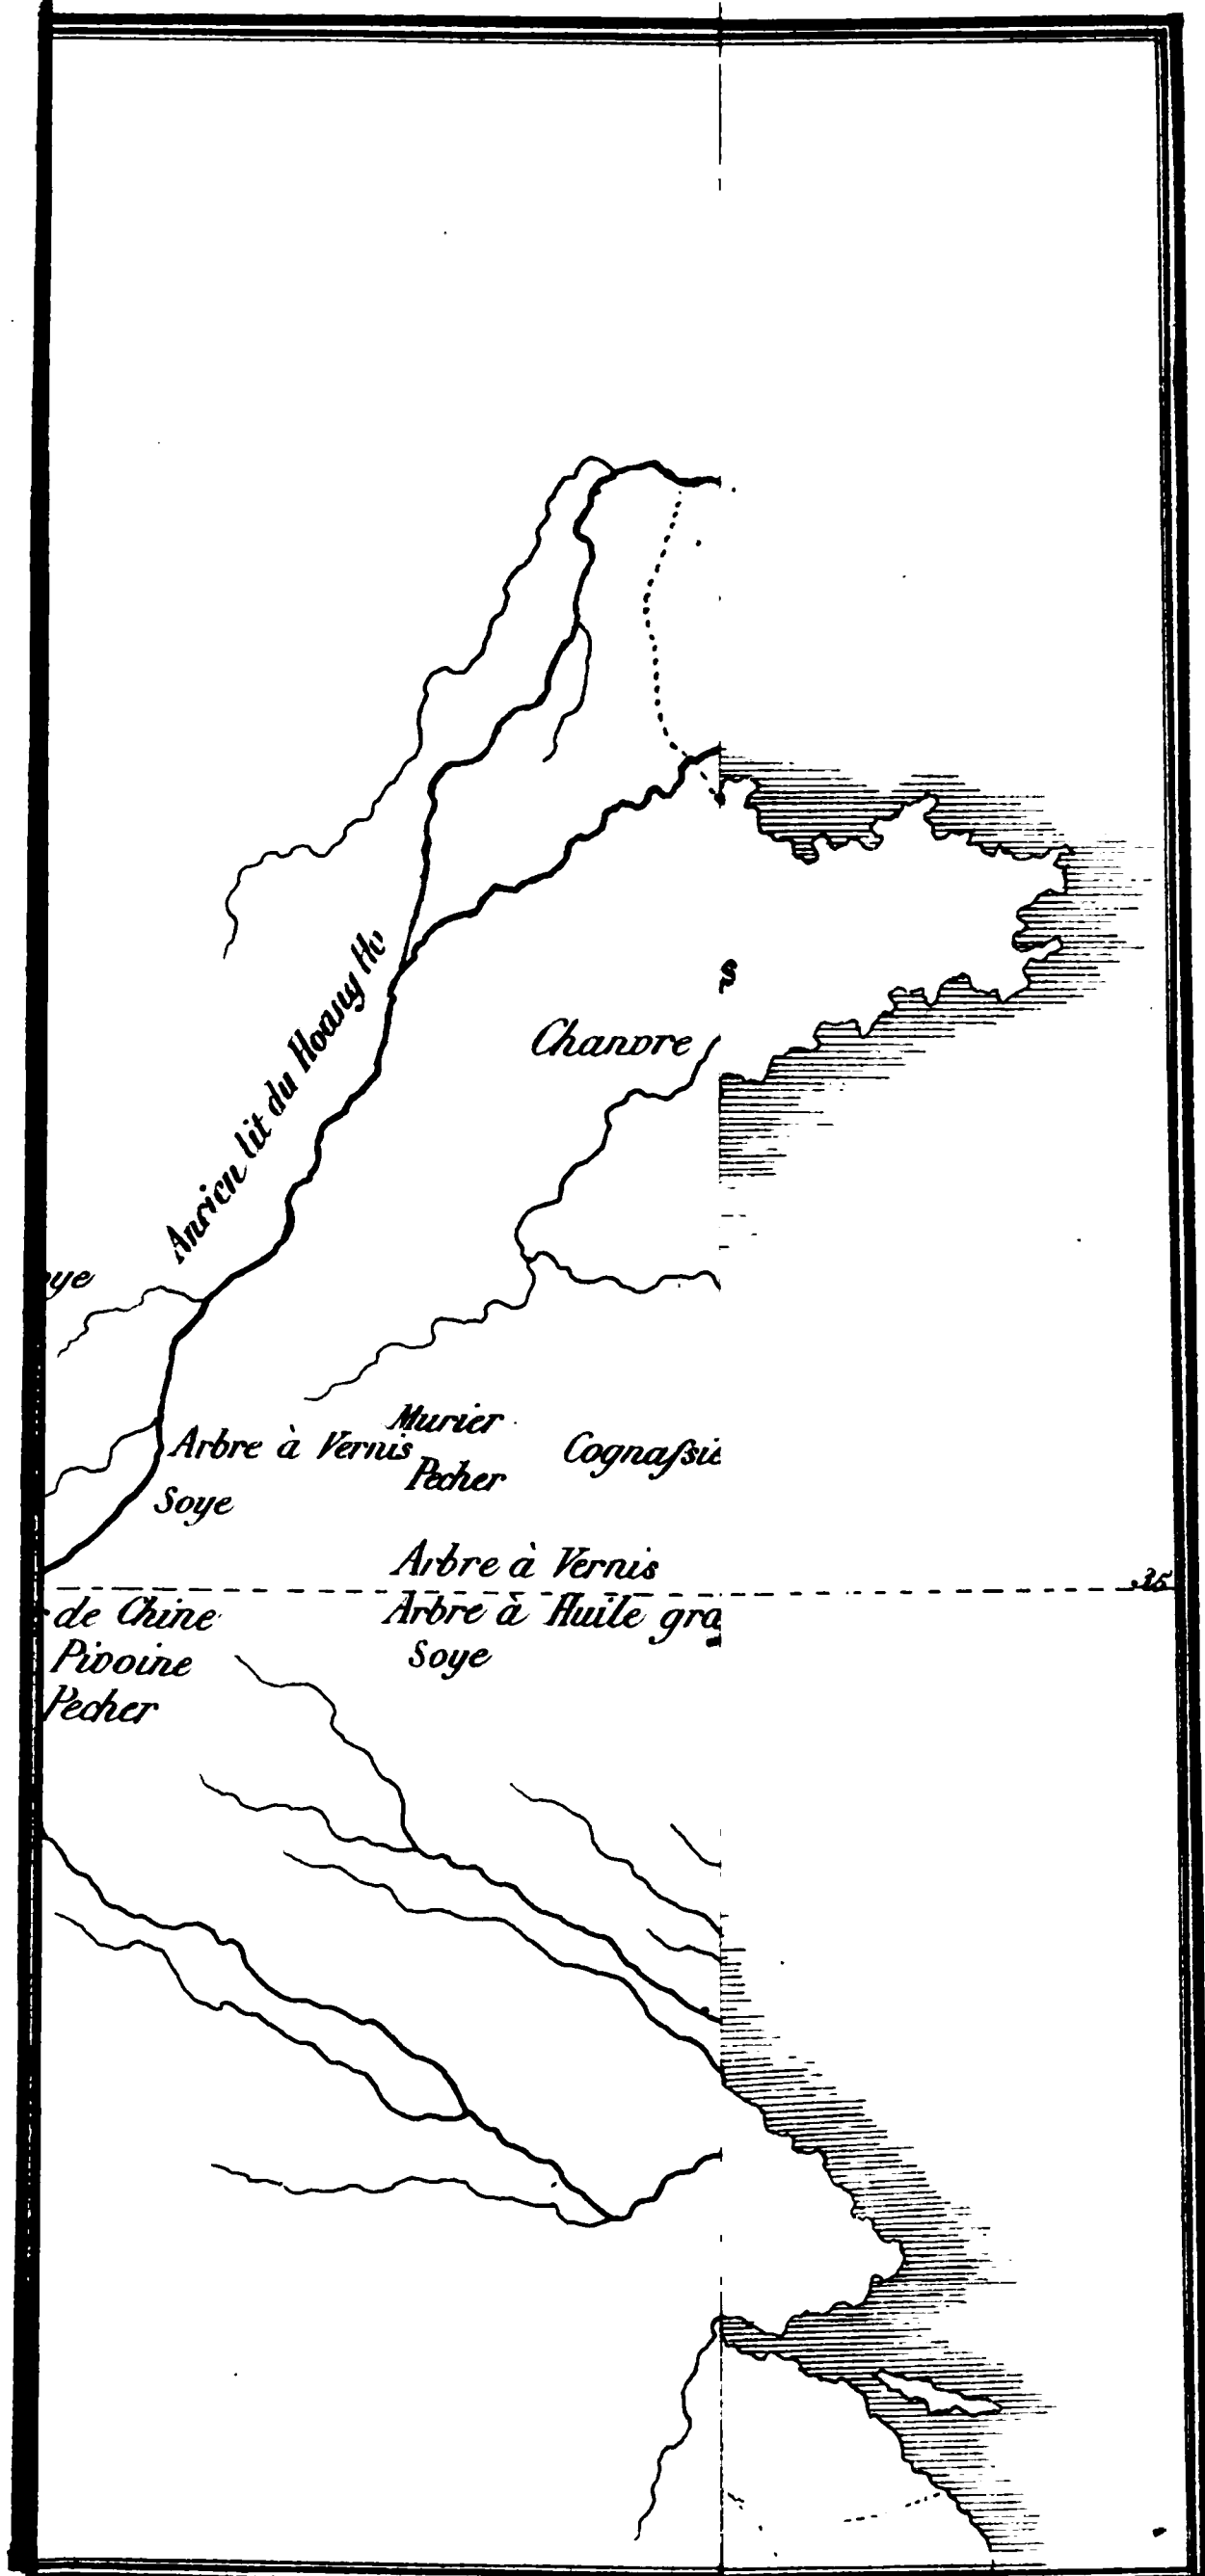 Ancien lit du Hoang Ho
s
Chanvre
oye
Murier
Arbre à Vernis
Pecher
Cognaſsie
Soye
Arbre à Vernis
35
de Chine
Arbre à Huile gra
Pivoine
Soye
Pecher